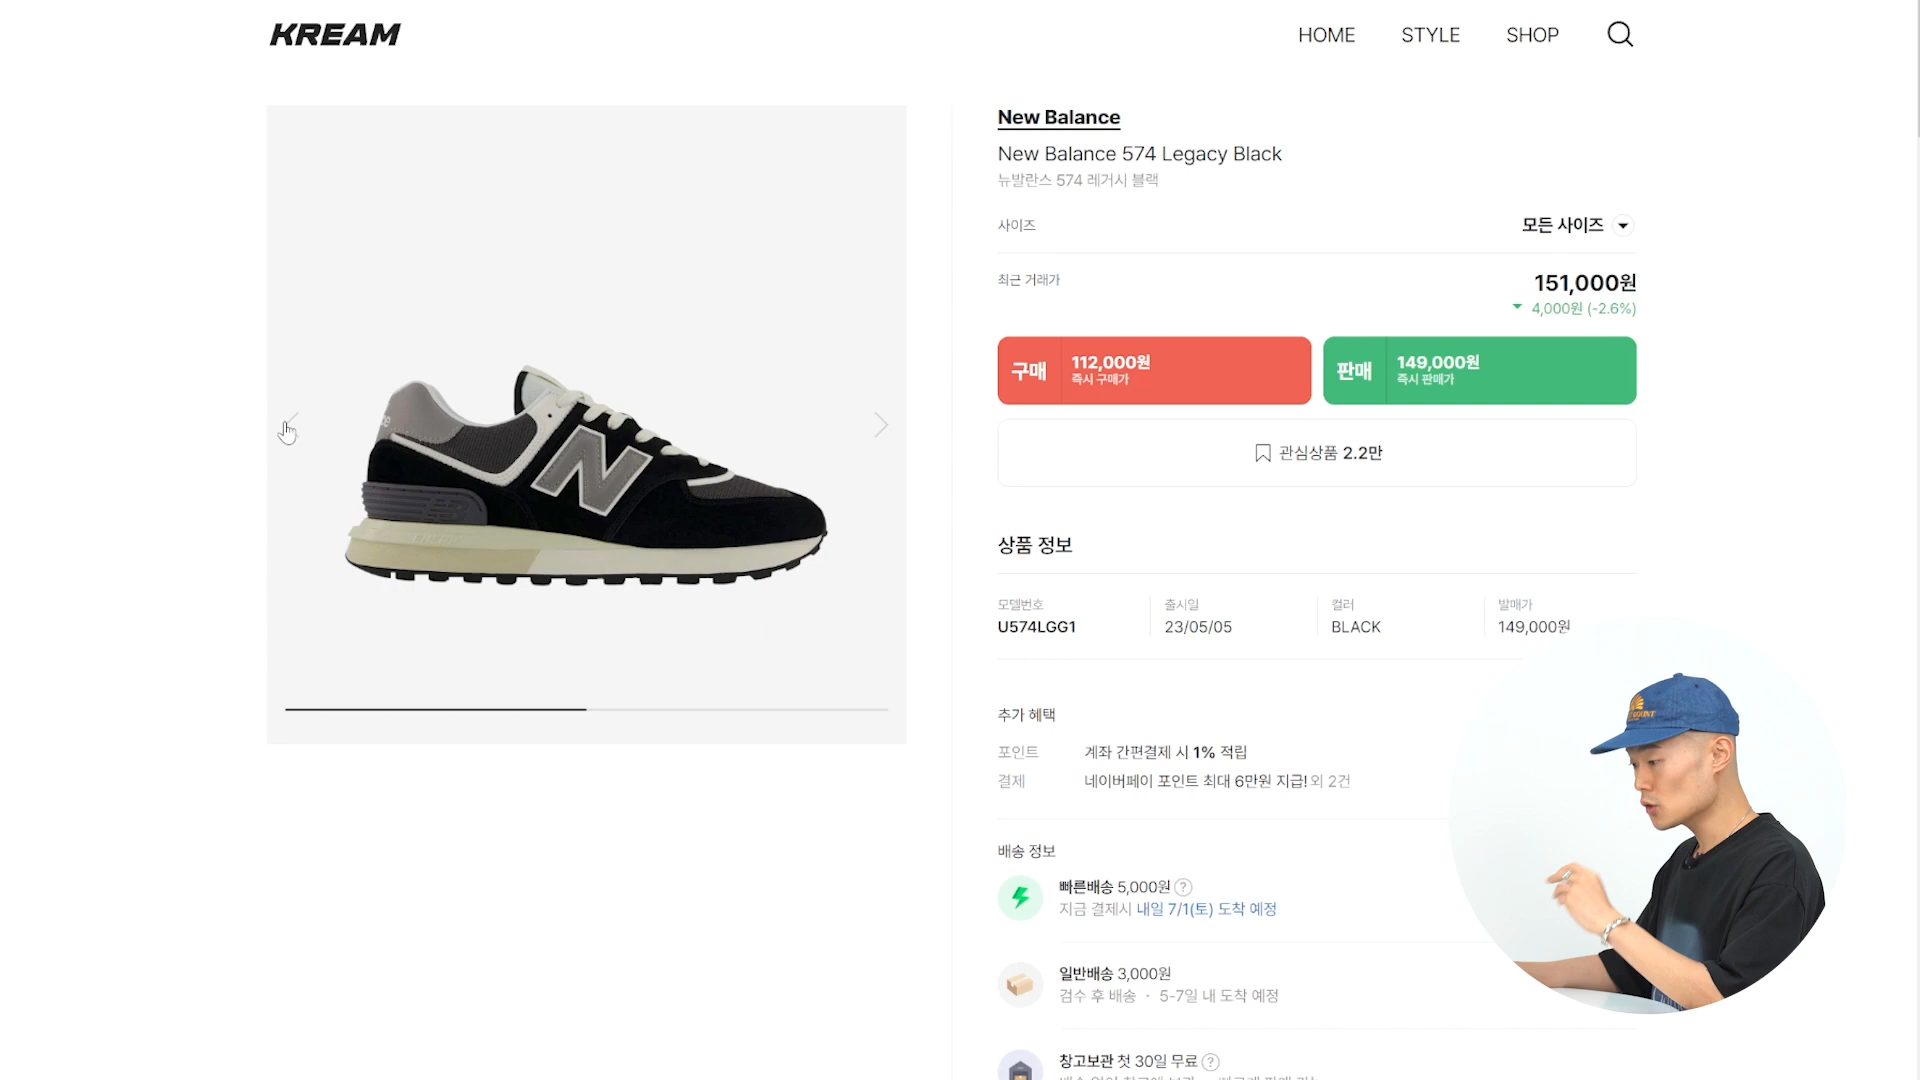 KREAM
HOME
STYLE
SHOP
New Balance
New Balance 574 Legacy Black
뉴발란스 574 레거시 블랙
사이즈
모든 사이즈
최근 거래가
151,000원
4,000원 (-2.6%)
구매
112,000원
즉시 구매가
판매
149,000원
즉시 판매가
관심상품 2.2만
상품 정보
모델번호
U574LGG1
출시일
23/05/05
컬러
BLACK
발매가
149,000원
추가 혜택
포인트
계좌 간편결제 시 1% 적립
결제
네이버페이 포인트 최대 6만원 지급! 외 2건
배송 정보
빠른배송 5,000원
지금 결제시 내일 7/1(토) 도착 예정
일반배송 3,000원
검수 후 배송 ・ 5-7일 내 도착 예정
창고보관 첫 30일 무료